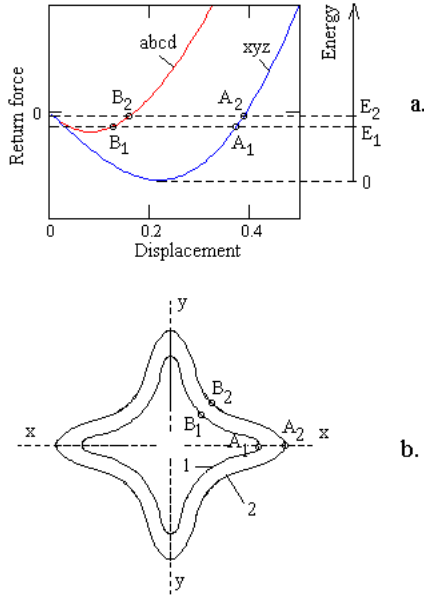 abcd
xyz
Energy
a.
Return force
0
B2
A2
E2
B1
A1
E1
0
0
0.2
0.4
Displacement
y
B2
B1
A1
A2
x
x
b.
1
2
y